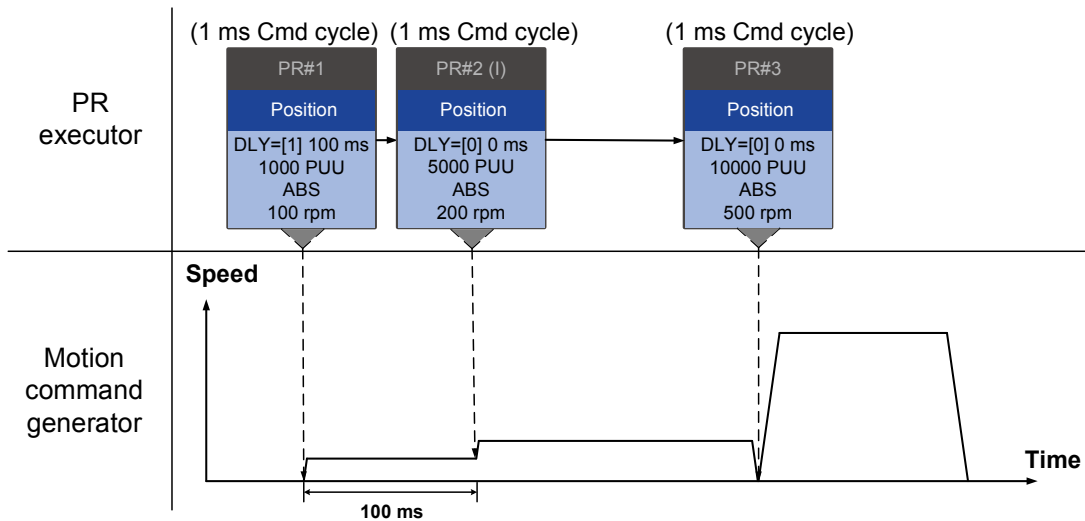 (1 ms Cmd cycle) (1 ms Cmd cycle) (1 ms Cmd cycle)
PR executor
PR#1
Position
DLY=[1] 100 ms
1000 PUU
ABS
100 rpm
PR#2 (I)
Position
DLY=[0] 0 ms
5000 PUU
ABS
200 rpm
PR#3
Position
DLY=[0] 0 ms
10000 PUU
ABS
500 rpm
Motion
command
generator
Speed
Time
100 ms